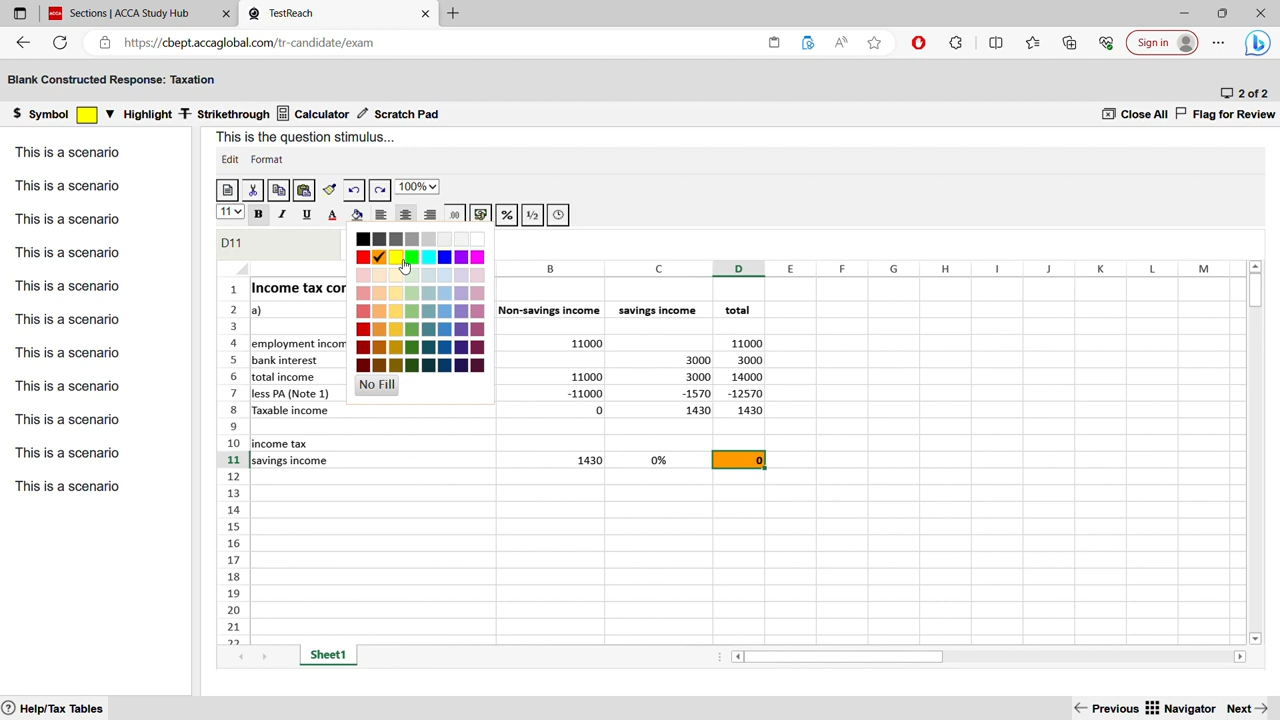 Sections | ACCA Study Hub
TestReach
https://cbept.accaglobal.com/tr-candidate/exam
Sign in
Blank Constructed Response: Taxation
2 of 2
$ Symbol Highlight Strikethrough Calculator Scratch Pad
Close All Flag for Review
This is a scenario
This is a scenario
This is a scenario
This is a scenario
This is a scenario
This is a scenario
This is a scenario
This is a scenario
This is a scenario
This is a scenario
This is a scenario
This is the question stimulus...
Edit Format
100%
11 B I U A .00 % 1/2
D11
No Fill
B C D E F G H I J K L M
1 Income tax con
2 a) Non-savings income savings income total
3
4 employment incom 11000 11000
5 bank interest 3000 3000
6 total income 11000 3000 14000
7 less PA (Note 1) -11000 -1570 -12570
8 Taxable income 0 1430 1430
9
10 income tax
11 savings income 1430 0% 0
12
13
14
15
16
17
18
19
20
21
22
Sheet1
Help/Tax Tables
Previous Navigator Next